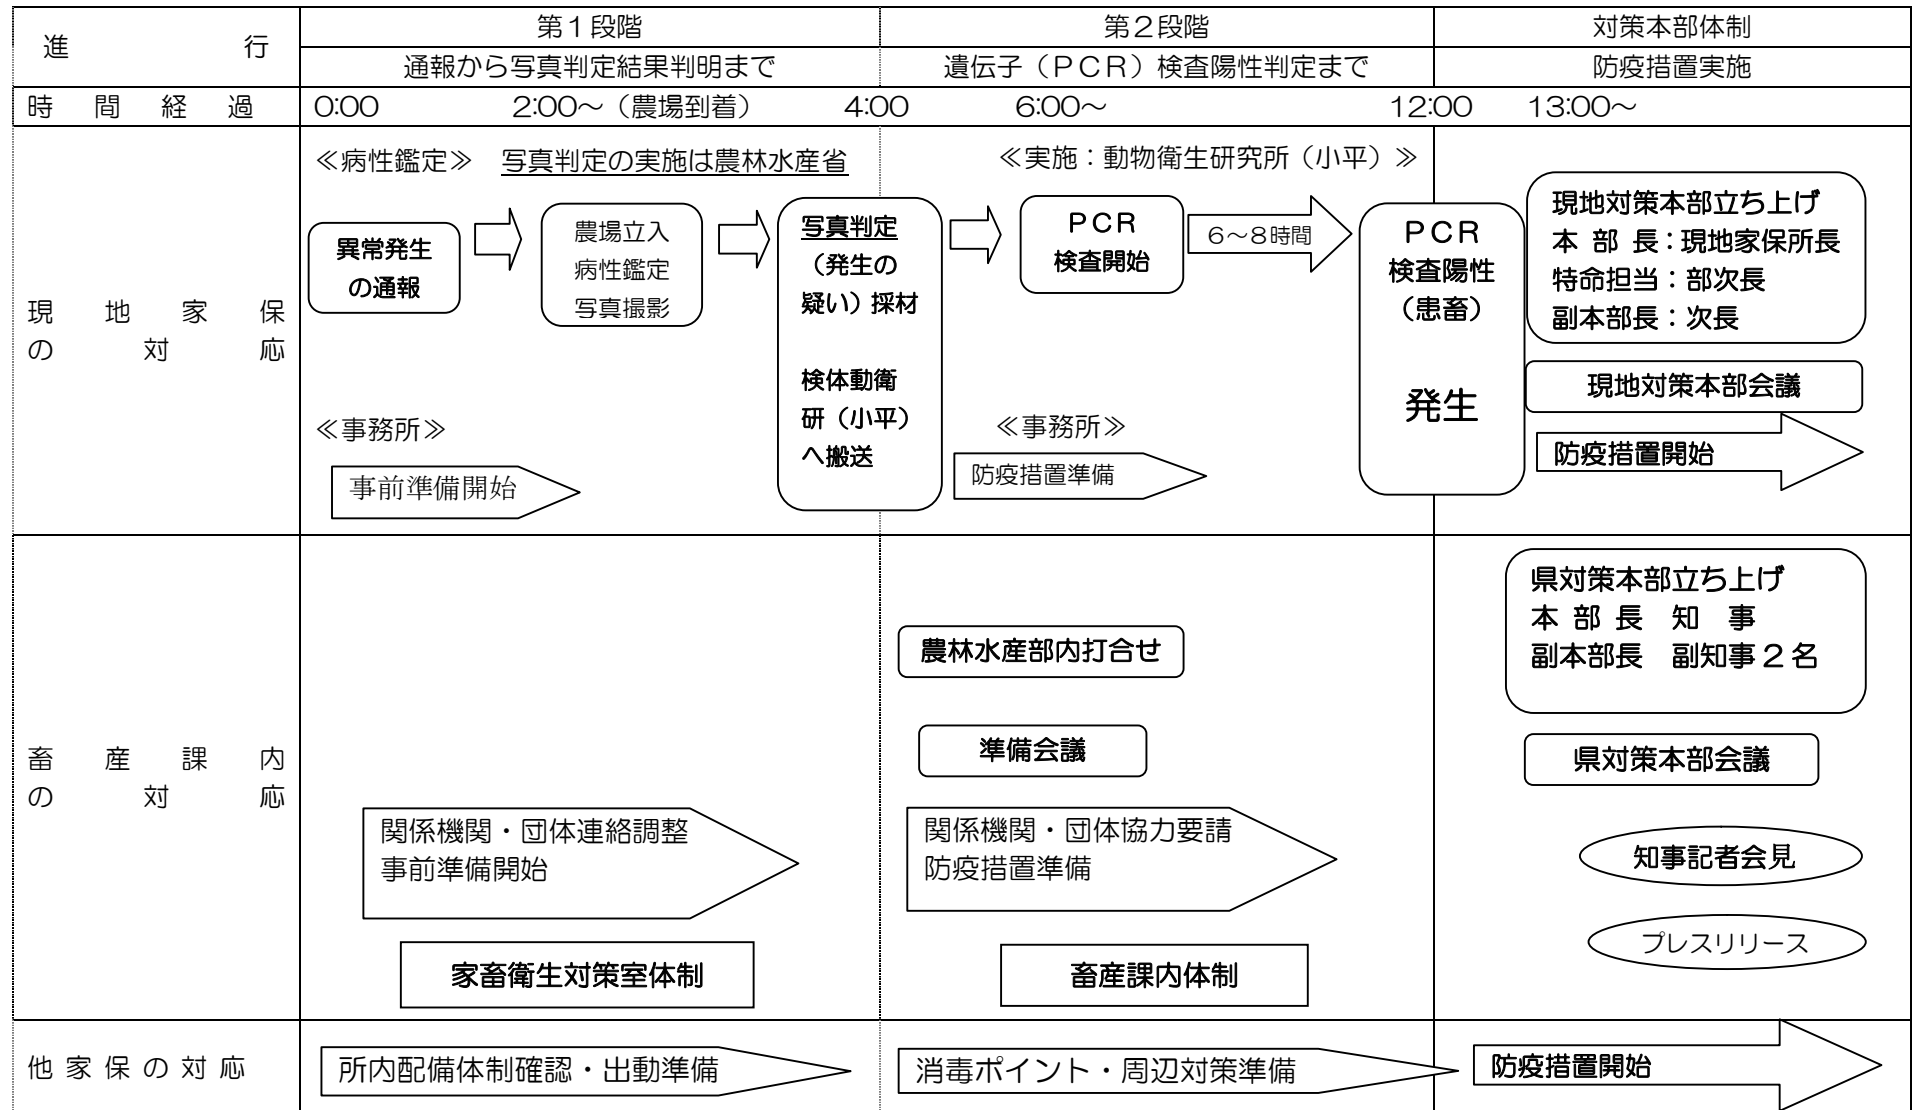 進行
第1段階
第2段階
対策本部体制
通報から写真判定結果判明まで
遺伝子（PCR）検査陽性判定まで
防疫措置実施
時間経過
0:00
2:00～（農場到着）
4:00
6:00～
12:00
13:00～
現地家保
の対応
≪病性鑑定≫
写真判定の実施は農林水産省
≪実施：動物衛生研究所（小平）≫
異常発生
の通報
農場立入
病性鑑定
写真撮影
写真判定
（発生の
疑い）採材
検体動衛
研（小平）
へ搬送
PCR
検査開始
6～8時間
PCR
検査陽性
（患畜）
発生
現地対策本部立ち上げ
本部長：現地家保所長
特命担当：部次長
副本部長：次長
現地対策本部会議
防疫措置開始
≪事務所≫
事前準備開始
≪事務所≫
防疫措置準備
畜産課内
の対応
農林水産部内打合せ
準備会議
県対策本部立ち上げ
本部長　知事
副本部長　副知事2名
県対策本部会議
関係機関・団体連絡調整
事前準備開始
関係機関・団体協力要請
防疫措置準備
知事記者会見
プレスリリース
家畜衛生対策室体制
畜産課内体制
他家保の対応
所内配備体制確認・出動準備
消毒ポイント・周辺対策準備
防疫措置開始